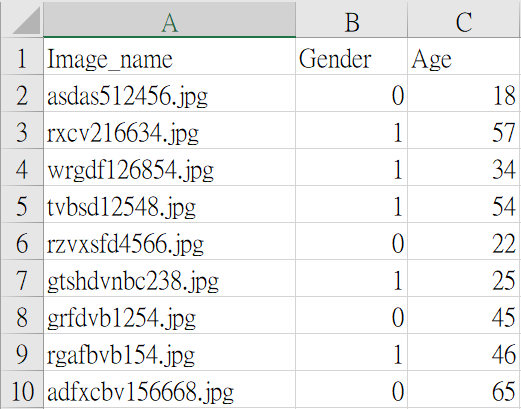 A B C
1 Image_name Gender Age
2 asdas512456.jpg 0 18
3 rxcv216634.jpg 1 57
4 wrgdf126854.jpg 1 34
5 tvbsd12548.jpg 1 54
6 rzvxsfd4566.jpg 0 22
7 gtshdvnbc238.jpg 1 25
8 grfdvb1254.jpg 0 45
9 rgafbvb154.jpg 1 46
10 adfxcbv156668.jpg 0 65